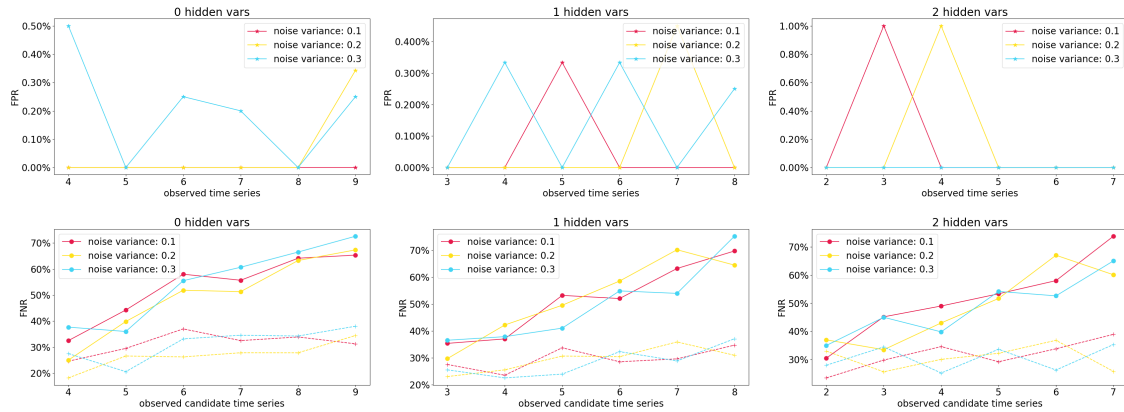 0 hidden vars
0.50%
0.40%
0.30%
0.20%
0.10%
0.00%
FPR
noise variance: 0.1
noise variance: 0.2
noise variance: 0.3
4 5 6 7 8 9
observed time series
1 hidden vars
0.400%
0.300%
0.200%
0.100%
0.000%
FPR
noise variance: 0.1
noise variance: 0.2
noise variance: 0.3
3 4 5 6 7 8
observed time series
2 hidden vars
1.00%
0.80%
0.60%
0.40%
0.20%
0.00%
FPR
noise variance: 0.1
noise variance: 0.2
noise variance: 0.3
2 3 4 5 6 7
observed time series
0 hidden vars
70%
60%
50%
40%
30%
20%
FNR
noise variance: 0.1
noise variance: 0.2
noise variance: 0.3
4 5 6 7 8 9
observed candidate time series
1 hidden vars
70%
60%
50%
40%
30%
20%
FNR
noise variance: 0.1
noise variance: 0.2
noise variance: 0.3
3 4 5 6 7 8
observed candidate time series
2 hidden vars
70%
60%
50%
40%
30%
FNR
noise variance: 0.1
noise variance: 0.2
noise variance: 0.3
2 3 4 5 6 7
observed candidate time series